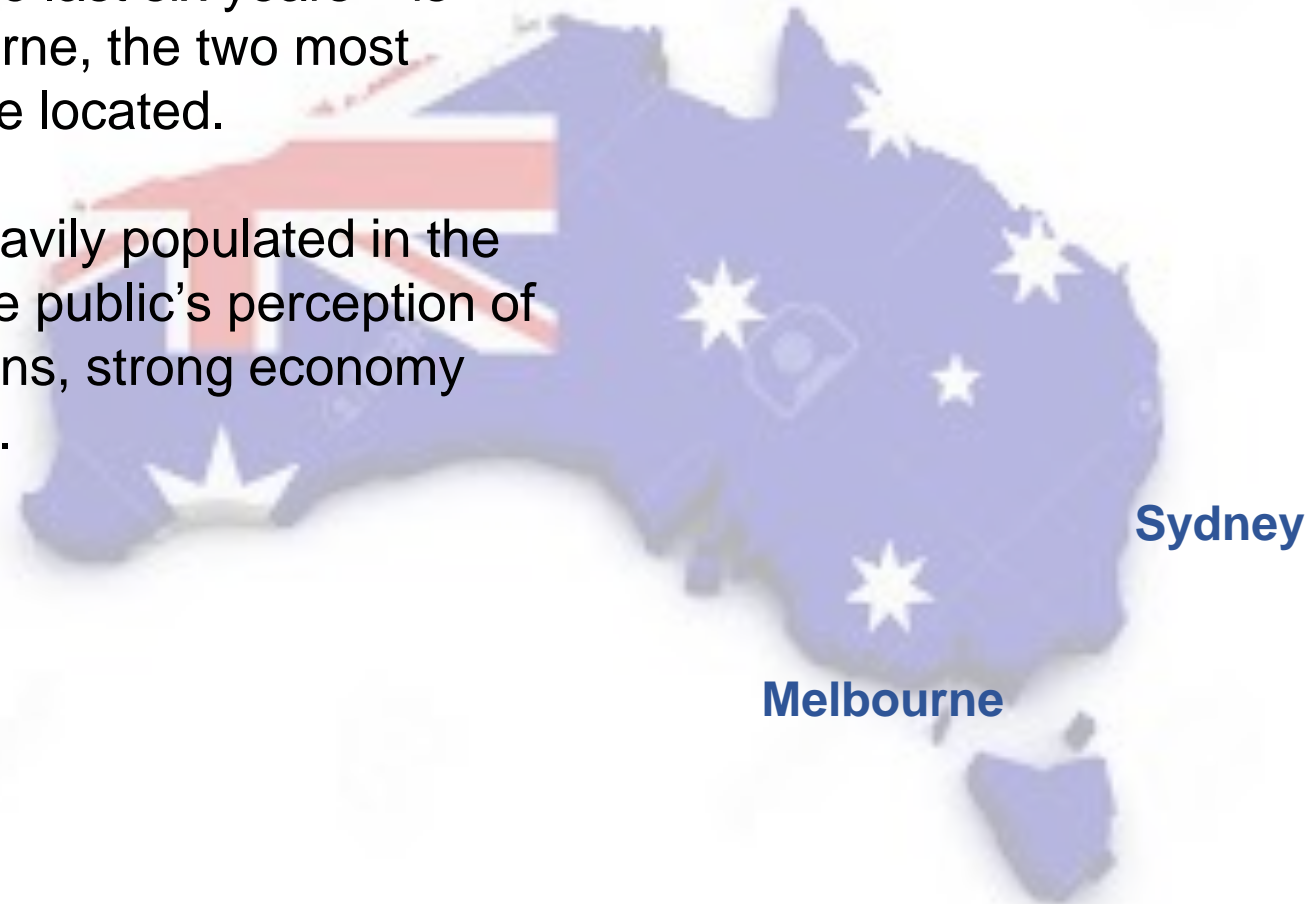 rne, the two most
e located.
avily populated in the
e public’s perception of
ns, strong economy
.
Sydney
Melbourne